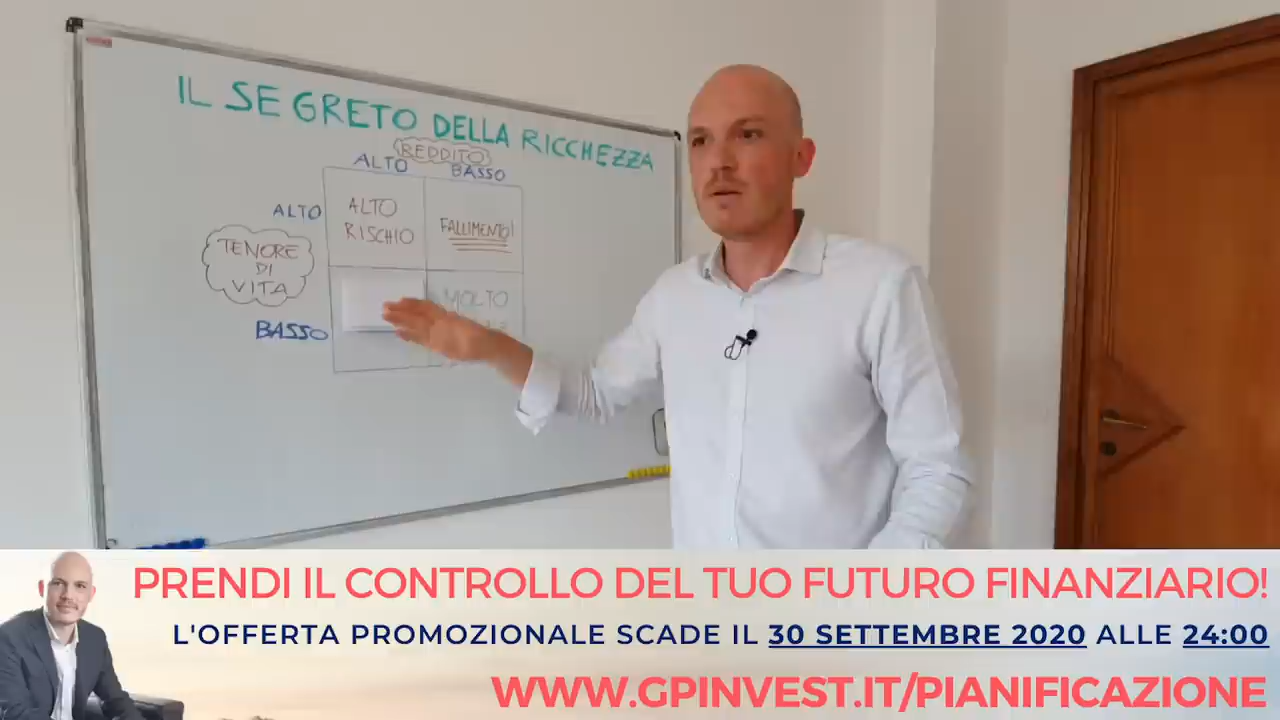 IL SEGRETO DELLA RICCHEZZA
REDDITO
ALTO BASSO
ALTO
ALTO
RISCHIO
FALLIMENTO!
TENORE
DI
VITA
MOLTO
BASSO
PRENDI IL CONTROLLO DEL TUO FUTURO FINANZIARIO!
L'OFFERTA PROMOZIONALE SCADE IL 30 SETTEMBRE 2020 ALLE 24:00
WWW.GPINVEST.IT/PIANIFICAZIONE